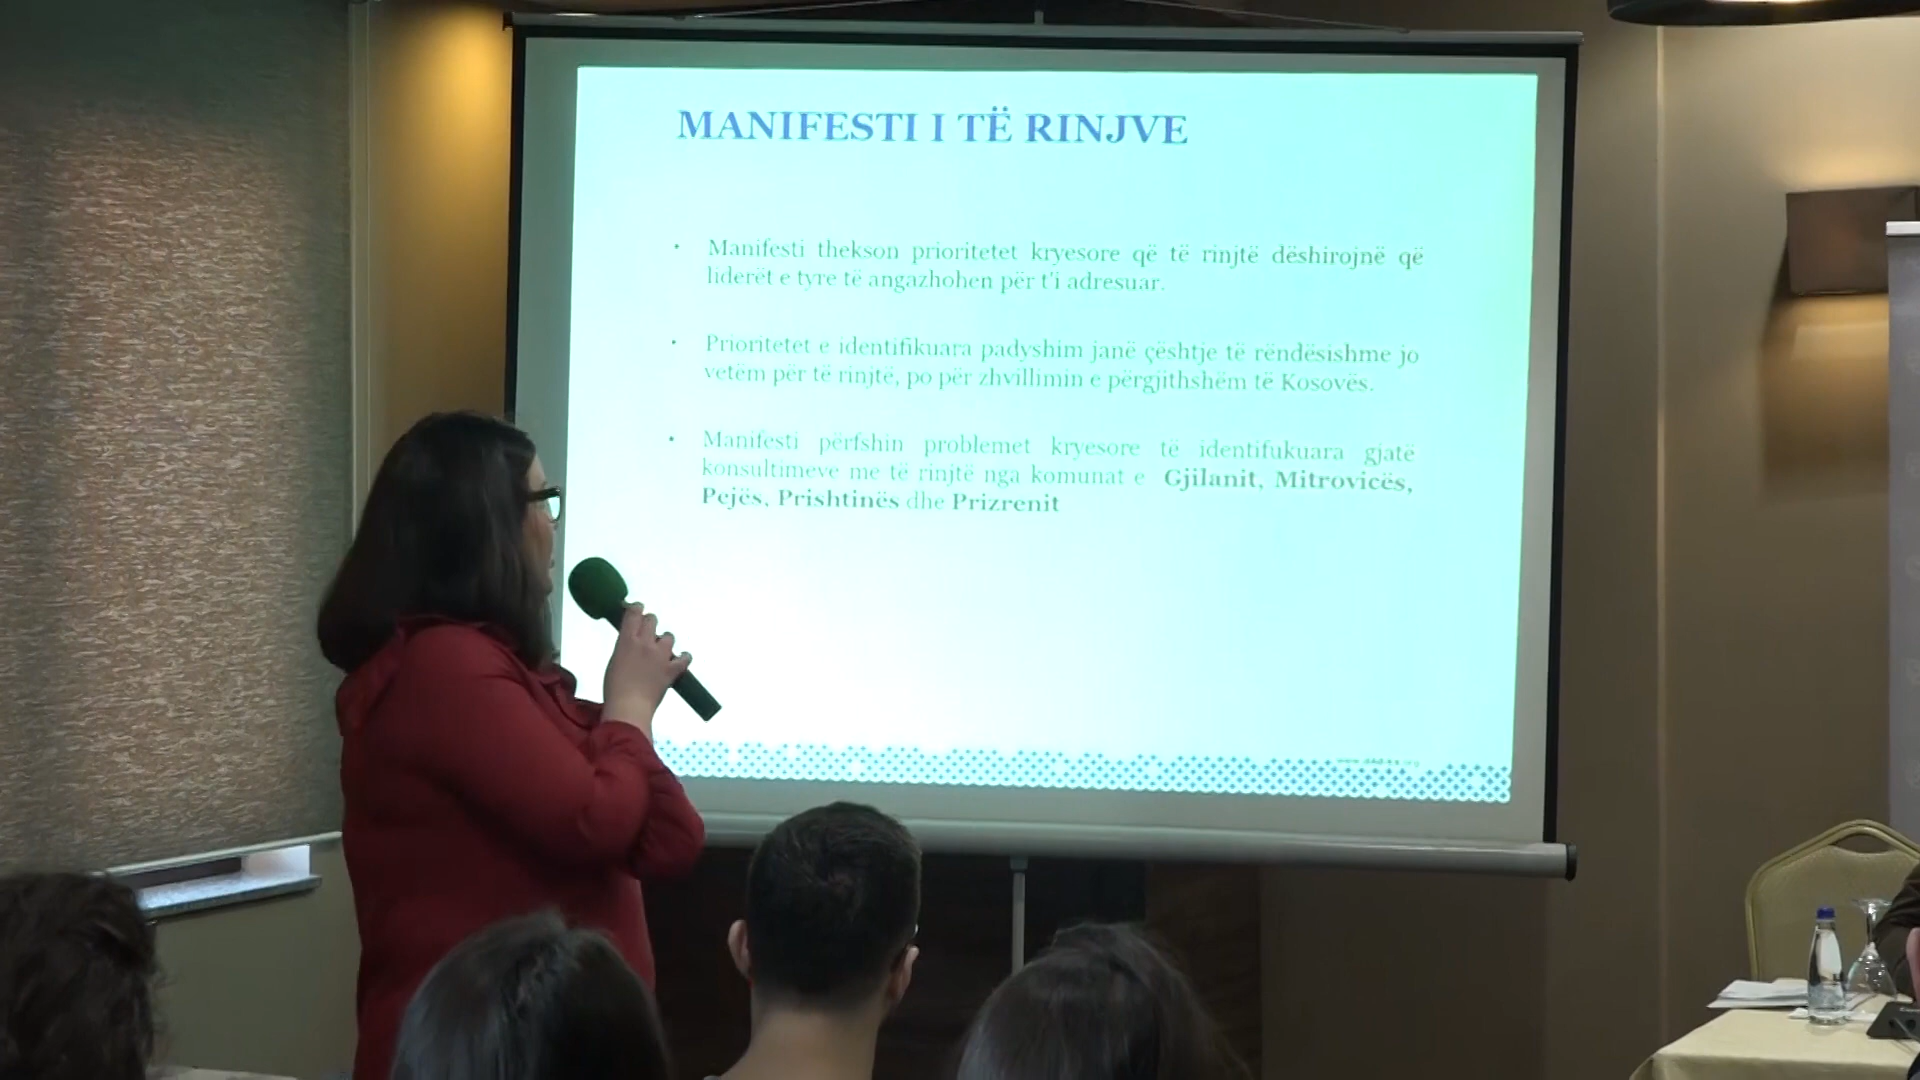 MANIFESTI I TË RINJVE
Manifesti thekson prioritetet kryesore që të rinjtë dëshirojnë që
liderët e tyre të angazhohen për t'i adresuar.
Prioritetet e identifikuara padyshim janë çështje të rëndësishme jo
vetëm për të rinjtë, po për zhvillimin e përgjithshëm të Kosovës.
Manifesti përfshin problemet kryesore të identifukuara gjatë
konsultimeve me të rinjtë nga komunat e Gjilanit, Mitrovicës,
Pejës, Prishtinës dhe Prizrenit